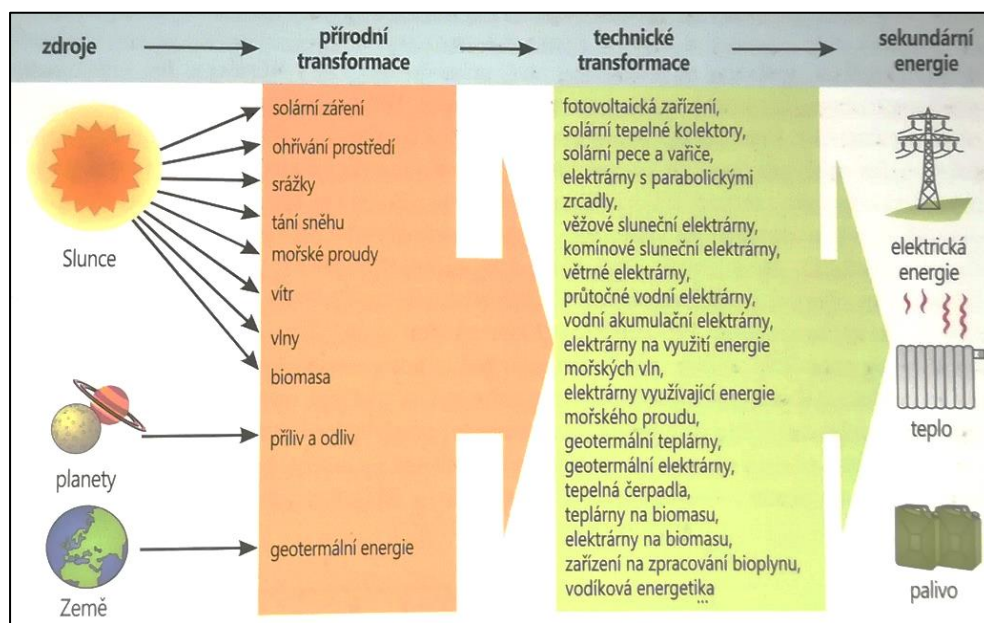 zdroje
přírodní
transformace
technické
transformace
sekundární
energie
Slunce
planety
Země
solární záření
ohřívání prostředí
srážky
tání sněhu
mořské proudy
vítr
vlny
biomasa
příliv a odliv
geotermální energie
fotovoltaická zařízení,
solární tepelné kolektory,
solární pece a vařiče,
elektrárny s parabolickými
zrcadly,
věžové sluneční elektrárny,
komínové sluneční elektrárny,
větrné elektrárny,
průtočné vodní elektrárny,
vodní akumulační elektrárny,
elektrárny na využití energie
mořských vln,
elektrárny využívající energie
mořského proudu,
geotermální teplárny,
geotermální elektrárny,
tepelná čerpadla,
teplárny na biomasu,
elektrárny na biomasu,
zařízení na zpracování bioplynu,
vodíková energetika
...
elektrická
energie
teplo
palivo